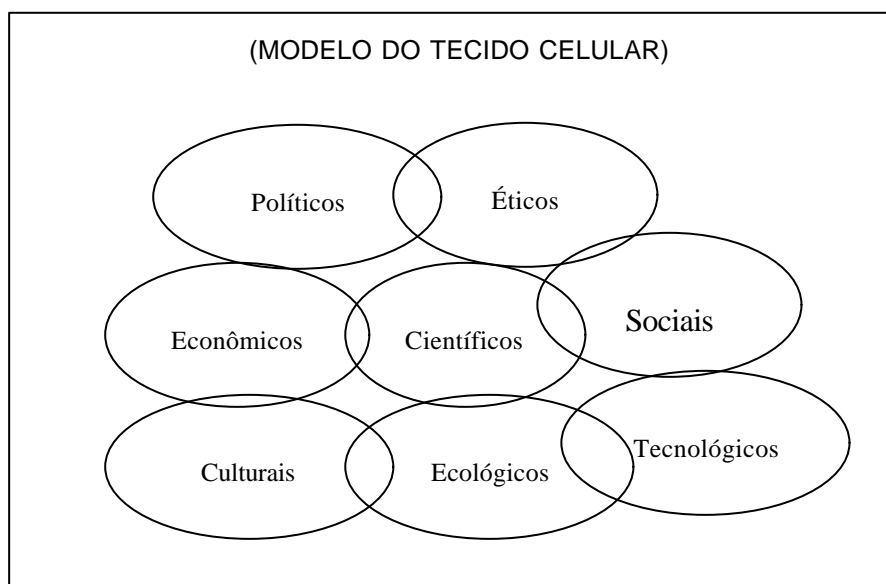 (MODELO DO TECIDO CELULAR)
Políticos
Éticos
Sociais
Econômicos
Científicos
Tecnológicos
Culturais
Ecológicos